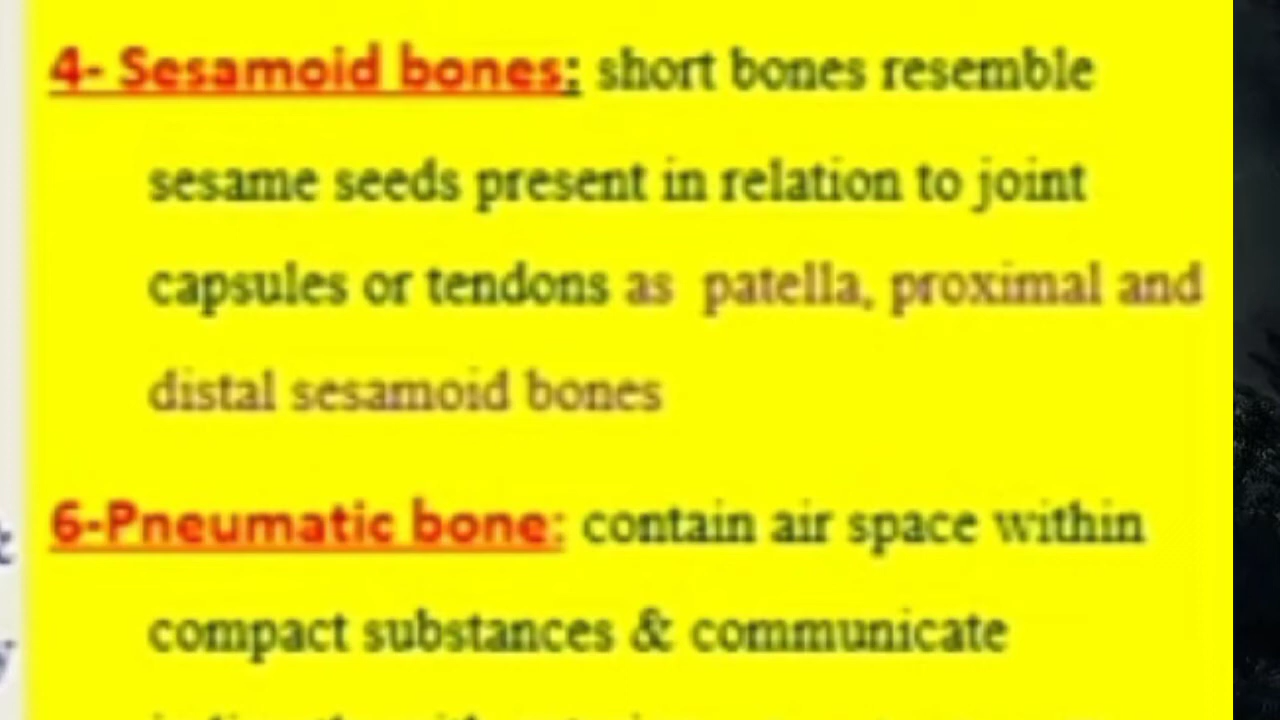 4- Sesamoid bones: short bones resemble
sesame seeds present in relation to joint
capsules or tendons as patella, proximal and
distal sesamoid bones
6-Pneumatic bone: contain air space within
compact substances & communicate